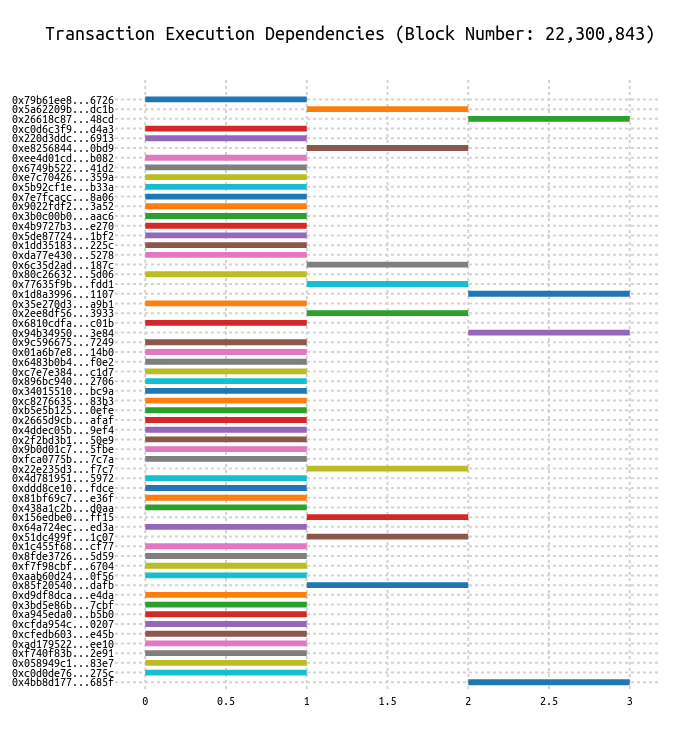 Transaction Execution Dependencies (Block Number: 22,300,843)
0x79b61ee8...6726
0x5a62209b...dc1b
0x26618c87...48cd
0xc0d6c3f9...d4a3
0x220d3ddc...6913
0xe8256844...0bd9
0xee4d01cd...b082
0x6749b522...41d2
0xe7c70426...359a
0x5b92cf1e...b33a
0x7e7fcacc...8a06
0x9022fdf2...3a52
0x3b0c00b0...aac6
0x4b9727b3...e270
0x5de87724...1bf2
0x1dd35183...225c
0xda77e430...5278
0x6c35d2ad...187c
0x80c26632...5d06
0x77635f9b...fdd1
0x1d8a3996...1107
0x35e270d3...a9b1
0x2ee8df56...3933
0x6810cdfa...c01b
0x94b34950...3e84
0x9c596675...7249
0x01a6b7e8...14b0
0x6483b0b4...f0e2
0xc7e7e384...c1d7
0x896bc940...2706
0x34015510...bc9a
0xc8276635...83b3
0xb5e5b125...0efe
0x2665d9cb...afaf
0x4ddec05b...9ef4
0x2f2bd3b1...50e9
0x9b0d01c7...5fbe
0xfca0775b...7c7a
0x22e235d3...f7c7
0x4d781951...5972
0xddd8ce10...fdce
0x81bf69c7...e36f
0x438a1c2b...d0aa
0x156edbe0...ff15
0x64a724ec...ed3a
0x51dc499f...1c07
0x1c455f68...cf77
0x8fde3726...5d59
0xf7f98cbf...6704
0xaab60d24...0f56
0x85f20540...dafb
0xd9df8dca...e4da
0x3bd5e86b...7cbf
0xa945eda0...b5b0
0xcfda954c...0207
0xcfedb603...e45b
0xad179522...ee10
0xf740f83b...2e91
0x058949c1...83e7
0xc0d0de76...275c
0x4bb8d177...685f
0 0.5 1 1.5 2 2.5 3